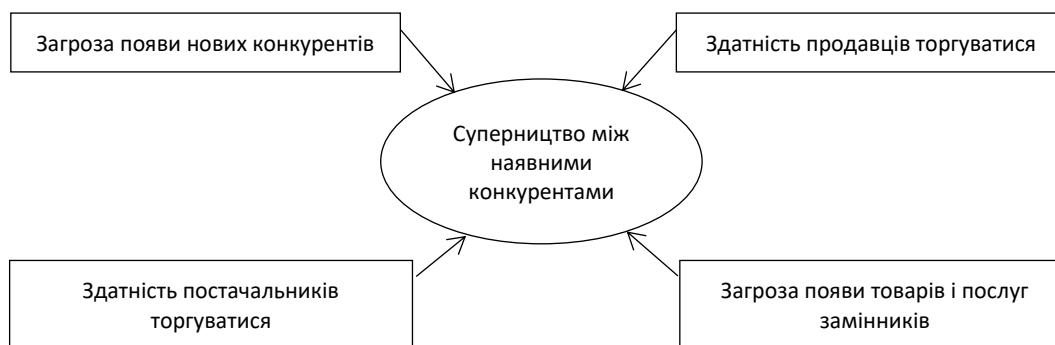 Загроза появи нових конкурентів
Здатність продавців торгуватися
Суперництво між
наявними
конкурентами
Здатність постачальників
торгуватися
Загроза появи товарів і послуг
замінників